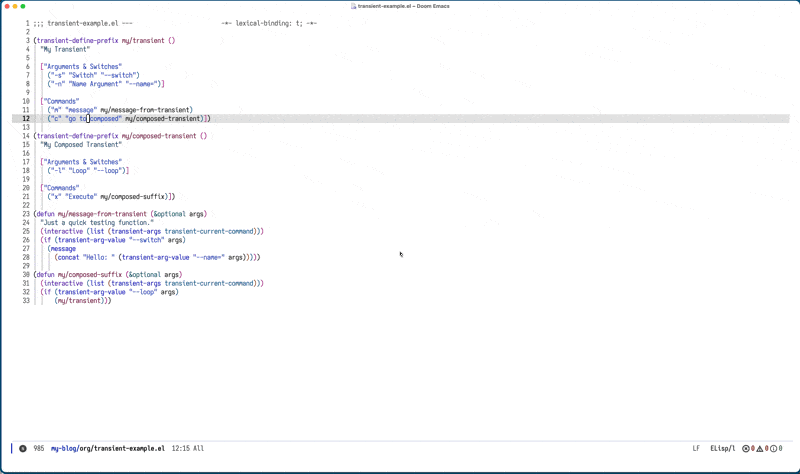 transient-example.el – Doom Emacs
1 ;;; transient-example.el --- -*- lexical-binding: t; -*-
2
3 (transient-define-prefix my/transient ()
4 "My Transient"
5
6 ["Arguments & Switches"
7 ("-s" "Switch" "--switch")
8 ("-n" "Name Argument" "--name=")]
9
10 ["Commands"
11 ("m" "message" my/message-from-transient)
12 ("c" "go to composed" my/composed-transient)])
13
14 (transient-define-prefix my/composed-transient ()
15 "My Composed Transient"
16
17 ["Arguments & Switches"
18 ("-l" "Loop" "--loop")]
19
20 ["Commands"
21 ("x" "Execute" my/composed-suffix)])
22
23 (defun my/message-from-transient (&optional args)
24 "Just a quick testing function."
25 (interactive (list (transient-args transient-current-command)))
26 (if (transient-arg-value "--switch" args)
27 (message
28 (concat "Hello: " (transient-arg-value "--name=" args)))))
29
30 (defun my/composed-suffix (&optional args)
31 (interactive (list (transient-args transient-current-command)))
32 (if (transient-arg-value "--loop" args)
33 (my/transient)))
985 my-blog/org/transient-example.el 12:15 All LF ELisp/l 0 0 0